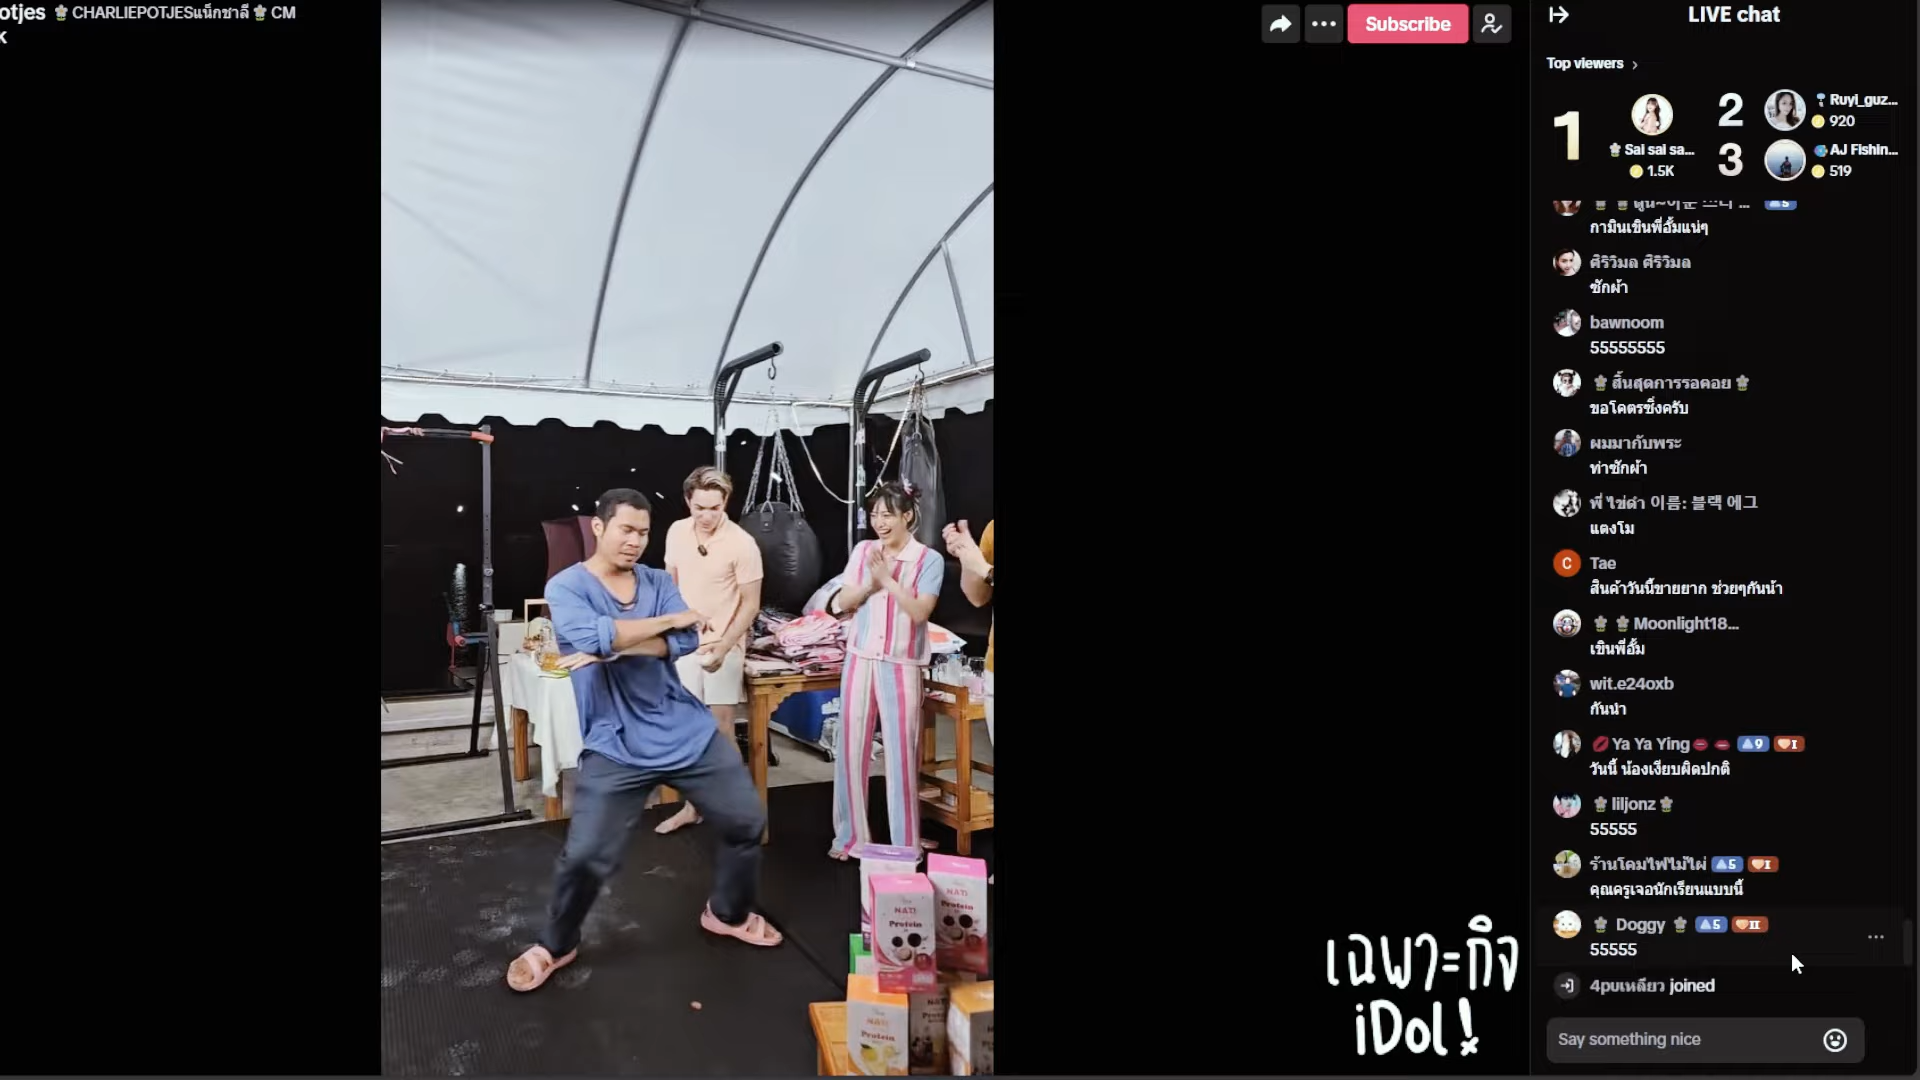 otjes CHARLIEPOTJESแน็กชาลี CM
k
Subscribe
LIVE chat
Top viewers
1
Sai sai sa...
1.5K
2
Ruyi_guz...
920
3
AJ Fishin...
519
กามินเขินพี่อั้มแน่ๆ
ศิริวิมล ศิริวิมล
ซักผ้า
bawnoom
55555555
สิ้นสุดการรอคอย
ขอโคตรซิ่งครับ
ผมมากับพระ
ท่าซักผ้า
พี่ ไข่ดำ 이름: 블랙 에그
แตงโม
C
Tae
สินค้าวันนี้ขายยาก ช่วยๆกันน้า
Moonlight18...
เขินพี่อั้ม
wit.e24oxb
กันนำ
Ya Ya Ying 9 I
วันนี้ น้องเงียบผิดปกติ
liljonz
55555
ร้านโคมไฟไม้ไผ่ 5 I
คุณครูเจอนักเรียนแบบนี้
Doggy 5 II
55555
4pบเหลียว joined
Say something nice
เฉพาะกิจ
iDol!
NATI
Protein
NATI
Protein
NATI
Protein